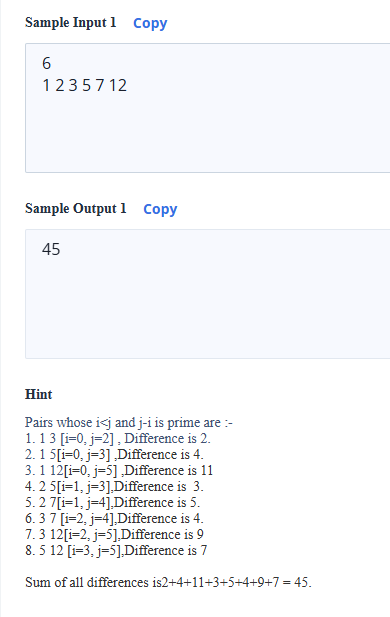 Sample Input 1 Copy
6
1 2 3 5 7 12
Sample Output 1 Copy
45
Hint
Pairs whose i<j and j-i is prime are :-
1. 1 3 [i=0, j=2] , Difference is 2.
2. 1 5[i=0, j=3] ,Difference is 4.
3. 1 12[i=0, j=5] ,Difference is 11
4. 2 5[i=1, j=3],Difference is  3.
5. 2 7[i=1, j=4],Difference is 5.
6. 3 7 [i=2, j=4],Difference is 4.
7. 3 12[i=2, j=5],Difference is 9
8. 5 12 [i=3, j=5],Difference is 7
Sum of all differences is2+4+11+3+5+4+9+7 = 45.